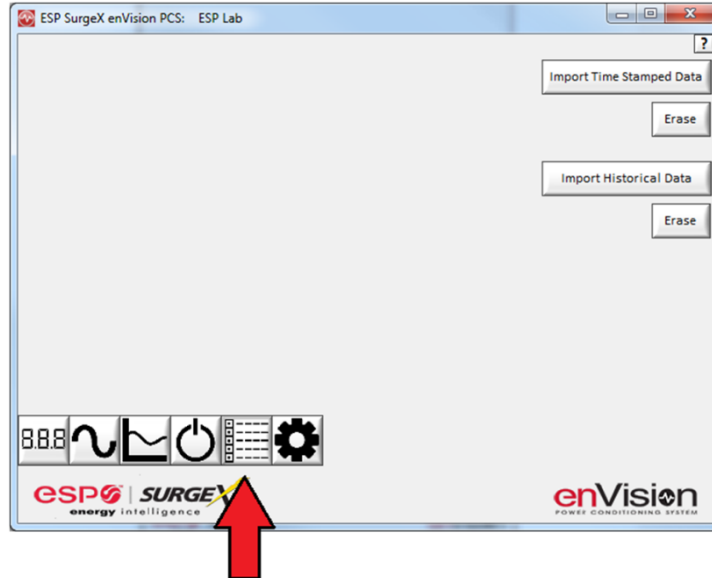 ESP SurgeX enVision PCS: ESP Lab
?
Import Time Stamped Data
Erase
Import Historical Data
Erase
8.8.8
esp SURGEX
energy intelligence
enVision
POWER CONDITIONING SYSTEM